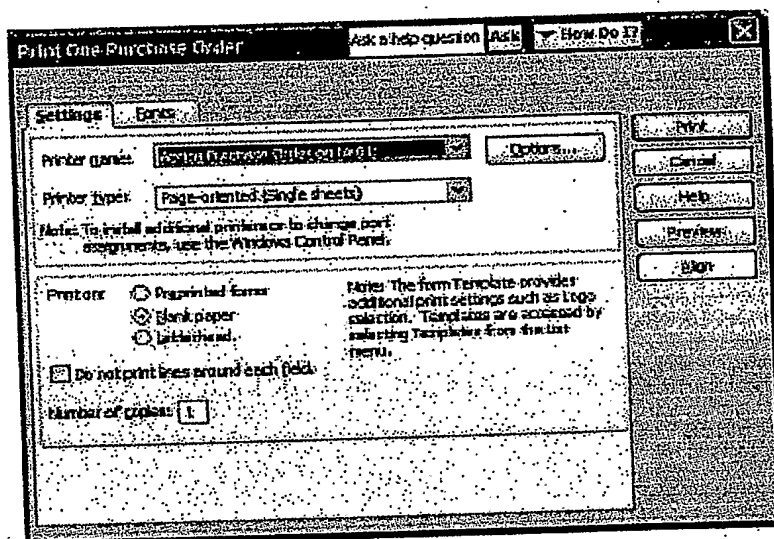 Print One Purchase Order
Ask a help question Ask How Do I?
Settings Fonts
Printer name: on LPT1:
Options...
Printer type: Page-oriented (Single sheets)
Note: To install additional printers or to change port
assignments, use the Windows Control Panel.
Print on: Preprinted forms
Blank paper
Letterhead
Note: The form Template provides
additional print settings such as Logo
selection. Templates are accessed by
selecting Templates from the List
menu.
Do not print lines around each field.
Number of copies: 1
Print
Cancel
Help
Preview
Align